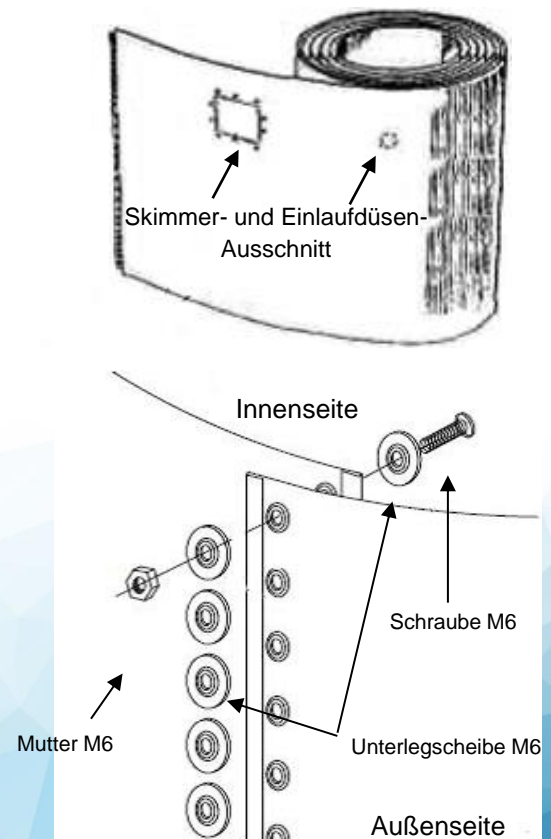 Skimmer- und Einlaufdüsen-
Ausschnitt
Innenseite
Schraube M6
Mutter M6
Unterlegscheibe M6
Außenseite